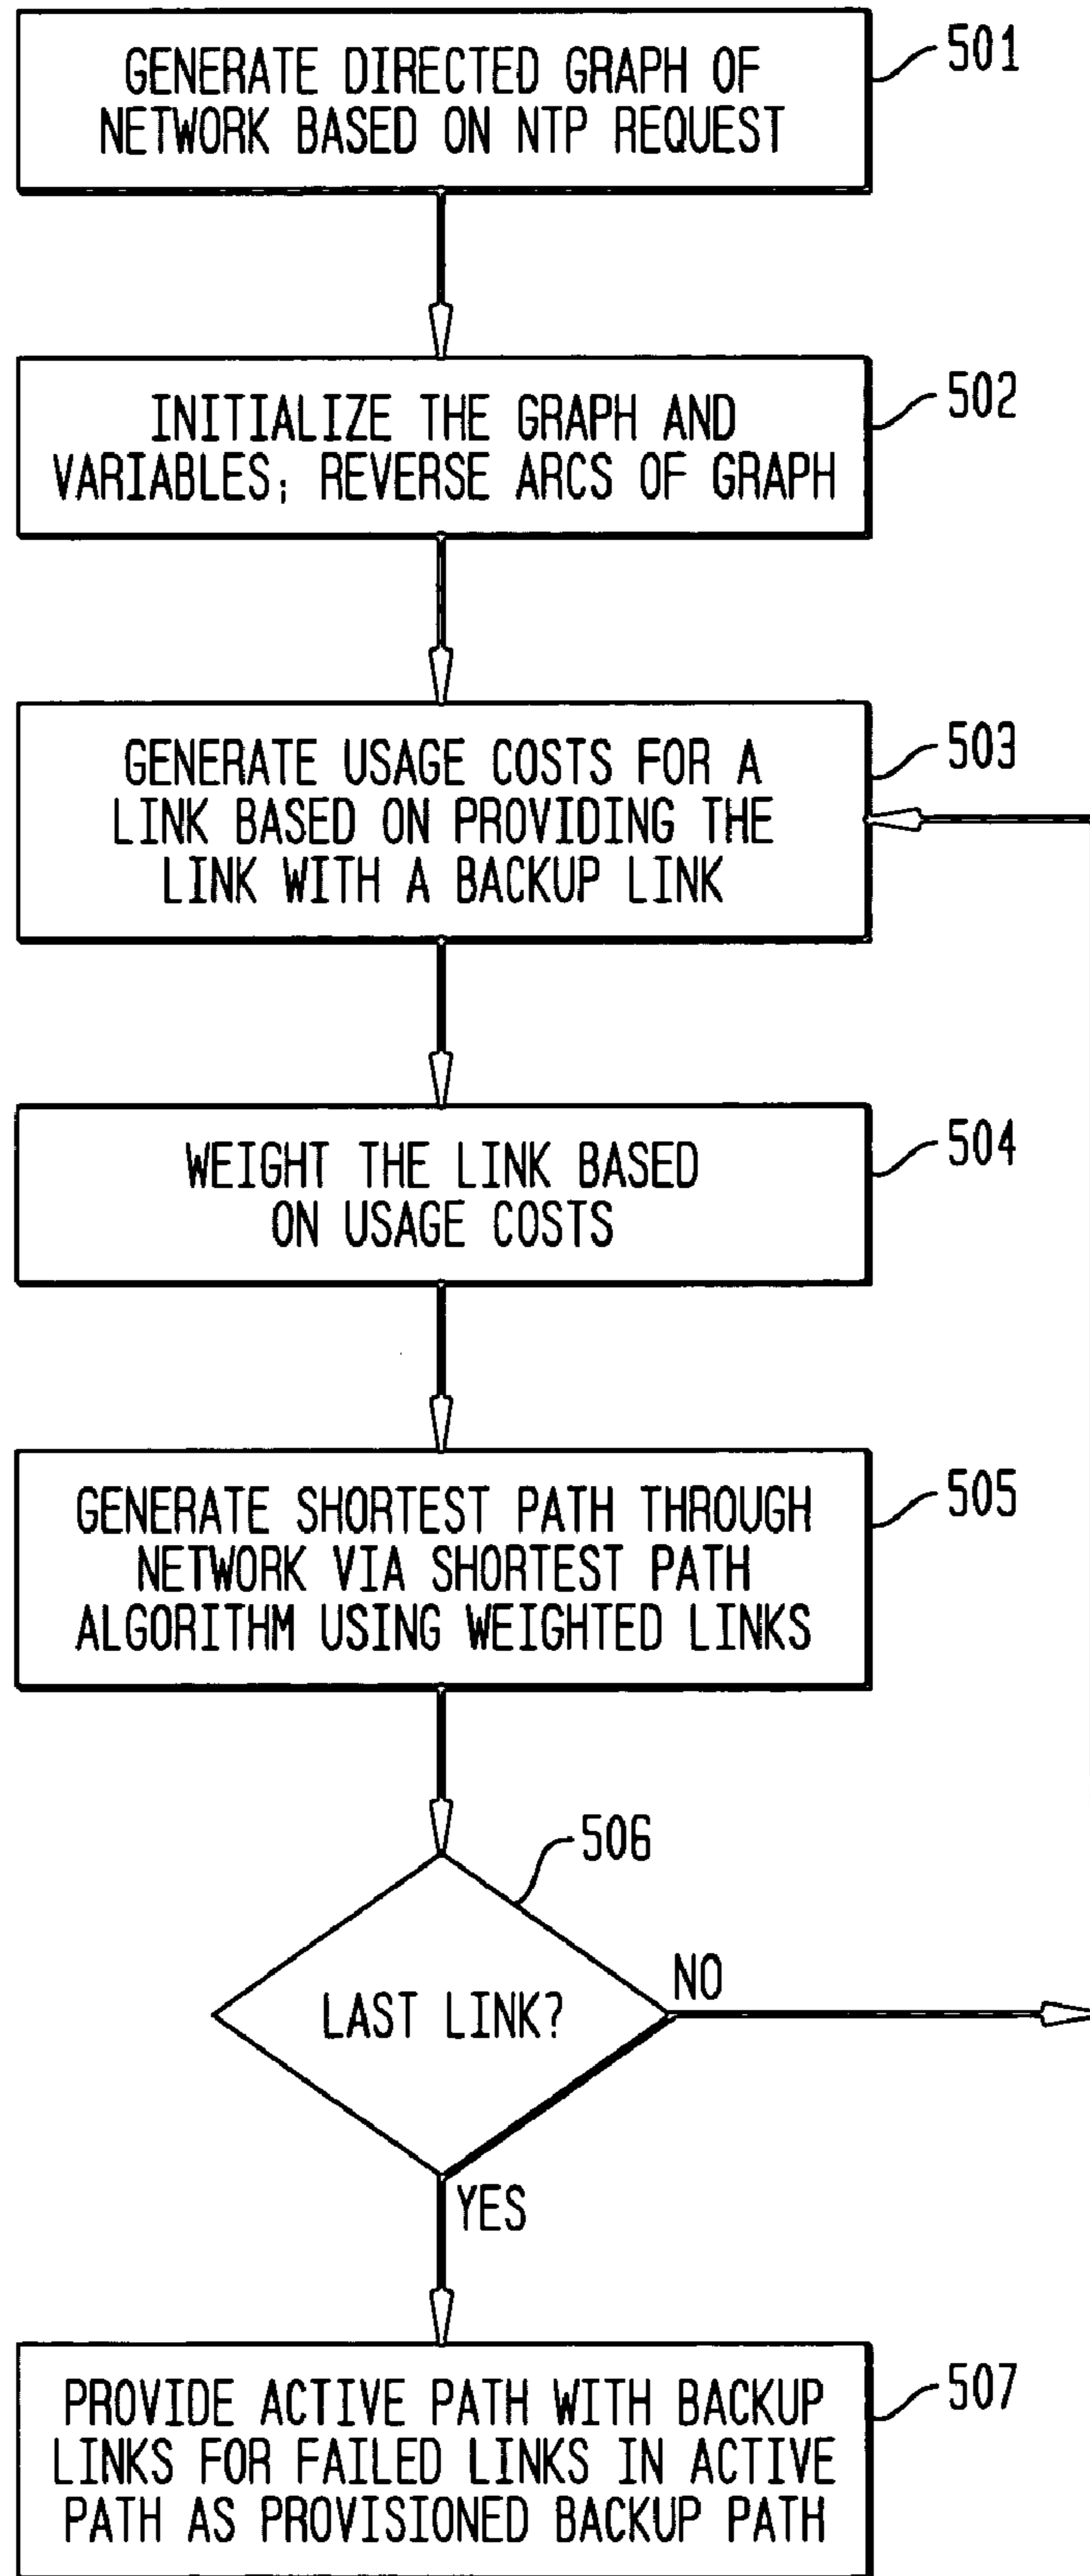 GENERATE DIRECTED GRAPH OF
NETWORK BASED ON NTP REQUEST
501
INITIALIZE THE GRAPH AND
VARIABLES; REVERSE ARCS OF GRAPH
502
GENERATE USAGE COSTS FOR A
LINK BASED ON PROVIDING THE
LINK WITH A BACKUP LINK
503
WEIGHT THE LINK BASED
ON USAGE COSTS
504
GENERATE SHORTEST PATH THROUGH
NETWORK VIA SHORTEST PATH
ALGORITHM USING WEIGHTED LINKS
505
506
LAST LINK?
NO
YES
PROVIDE ACTIVE PATH WITH BACKUP
LINKS FOR FAILED LINKS IN ACTIVE
PATH AS PROVISIONED BACKUP PATH
507